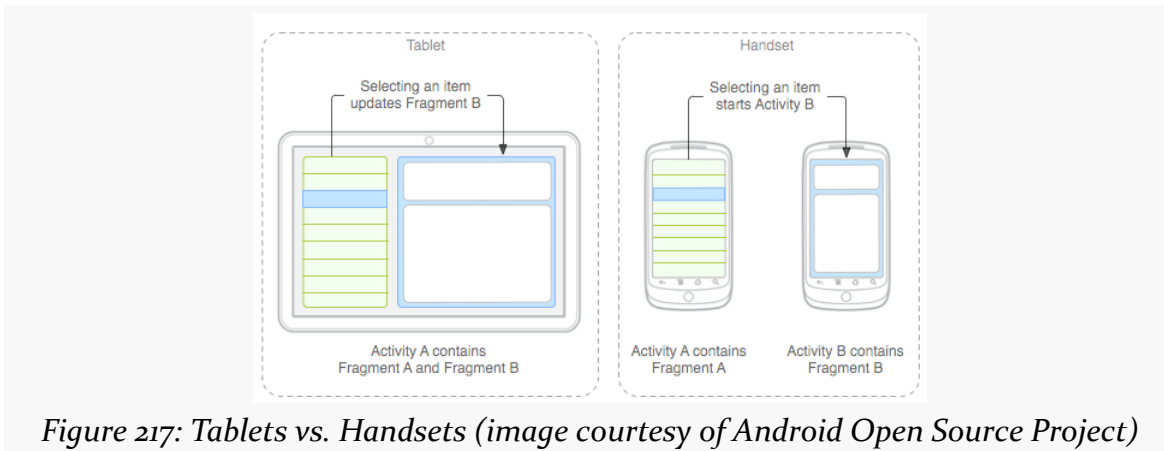 Tablet
Selecting an item
updates Fragment B
Activity A contains
Fragment A and Fragment B
Handset
Selecting an item
starts Activity B
Activity A contains
Fragment A
Activity B contains
Fragment B
Figure 217: Tablets vs. Handsets (image courtesy of Android Open Source Project)